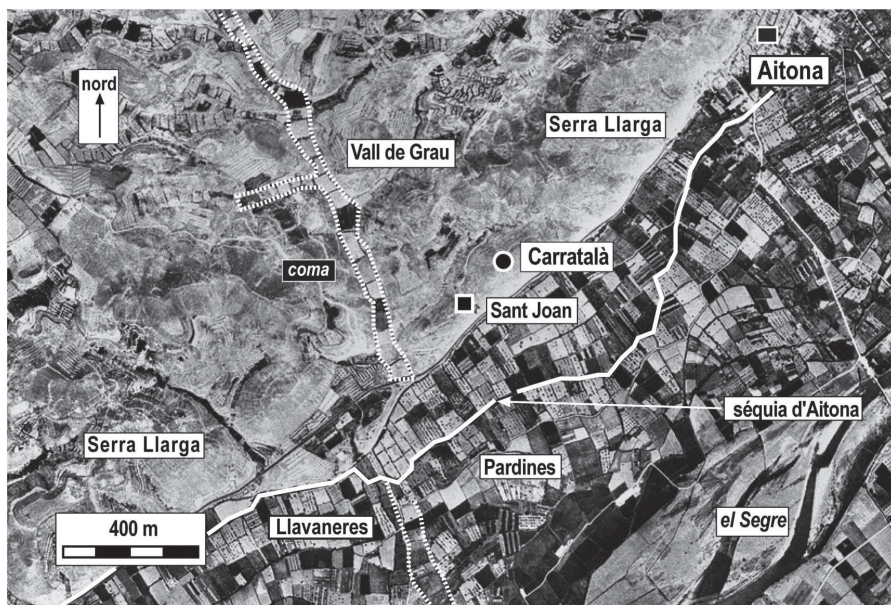 nord
Aitona
Serra Llarga
Vall de Grau
Carratalà
coma
Sant Joan
séquia d'Aitona
Serra Llarga
Pardines
el Segre
400 m
Llavaneres